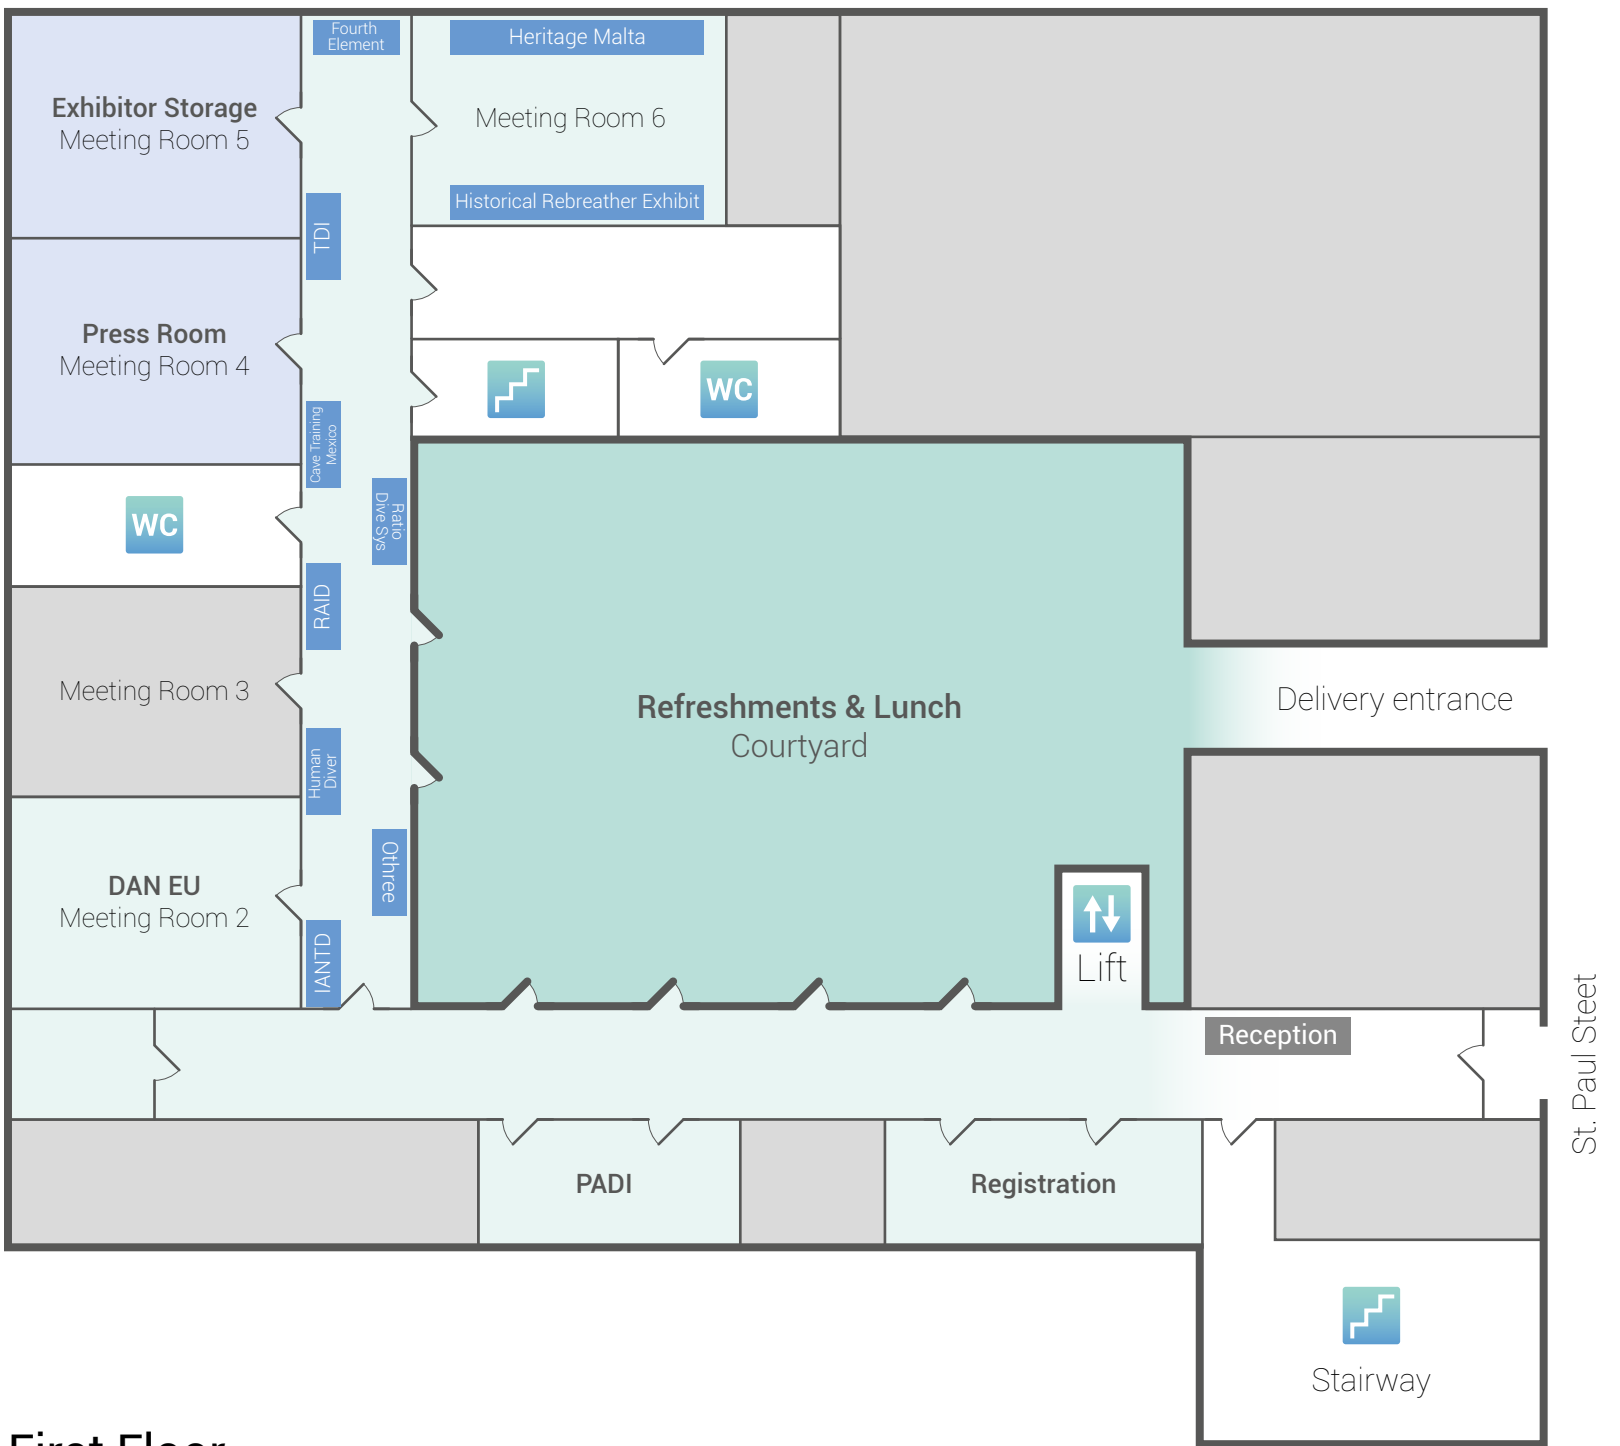 Fourth
Element
Heritage Malta
Exhibitor Storage
Meeting Room 5
Meeting Room 6
Historical Rebreather Exhibit
TDI
Press Room
Meeting Room 4
WC
Cave Training
Mexico
Ratio
Dive Sys
WC
RAID
Meeting Room 3
Refreshments & Lunch
Courtyard
Delivery entrance
Human
Diver
Othree
DAN EU
Meeting Room 2
IANTD
Lift
Reception
St. Paul Steet
PADI
Registration
Stairway
First Floor